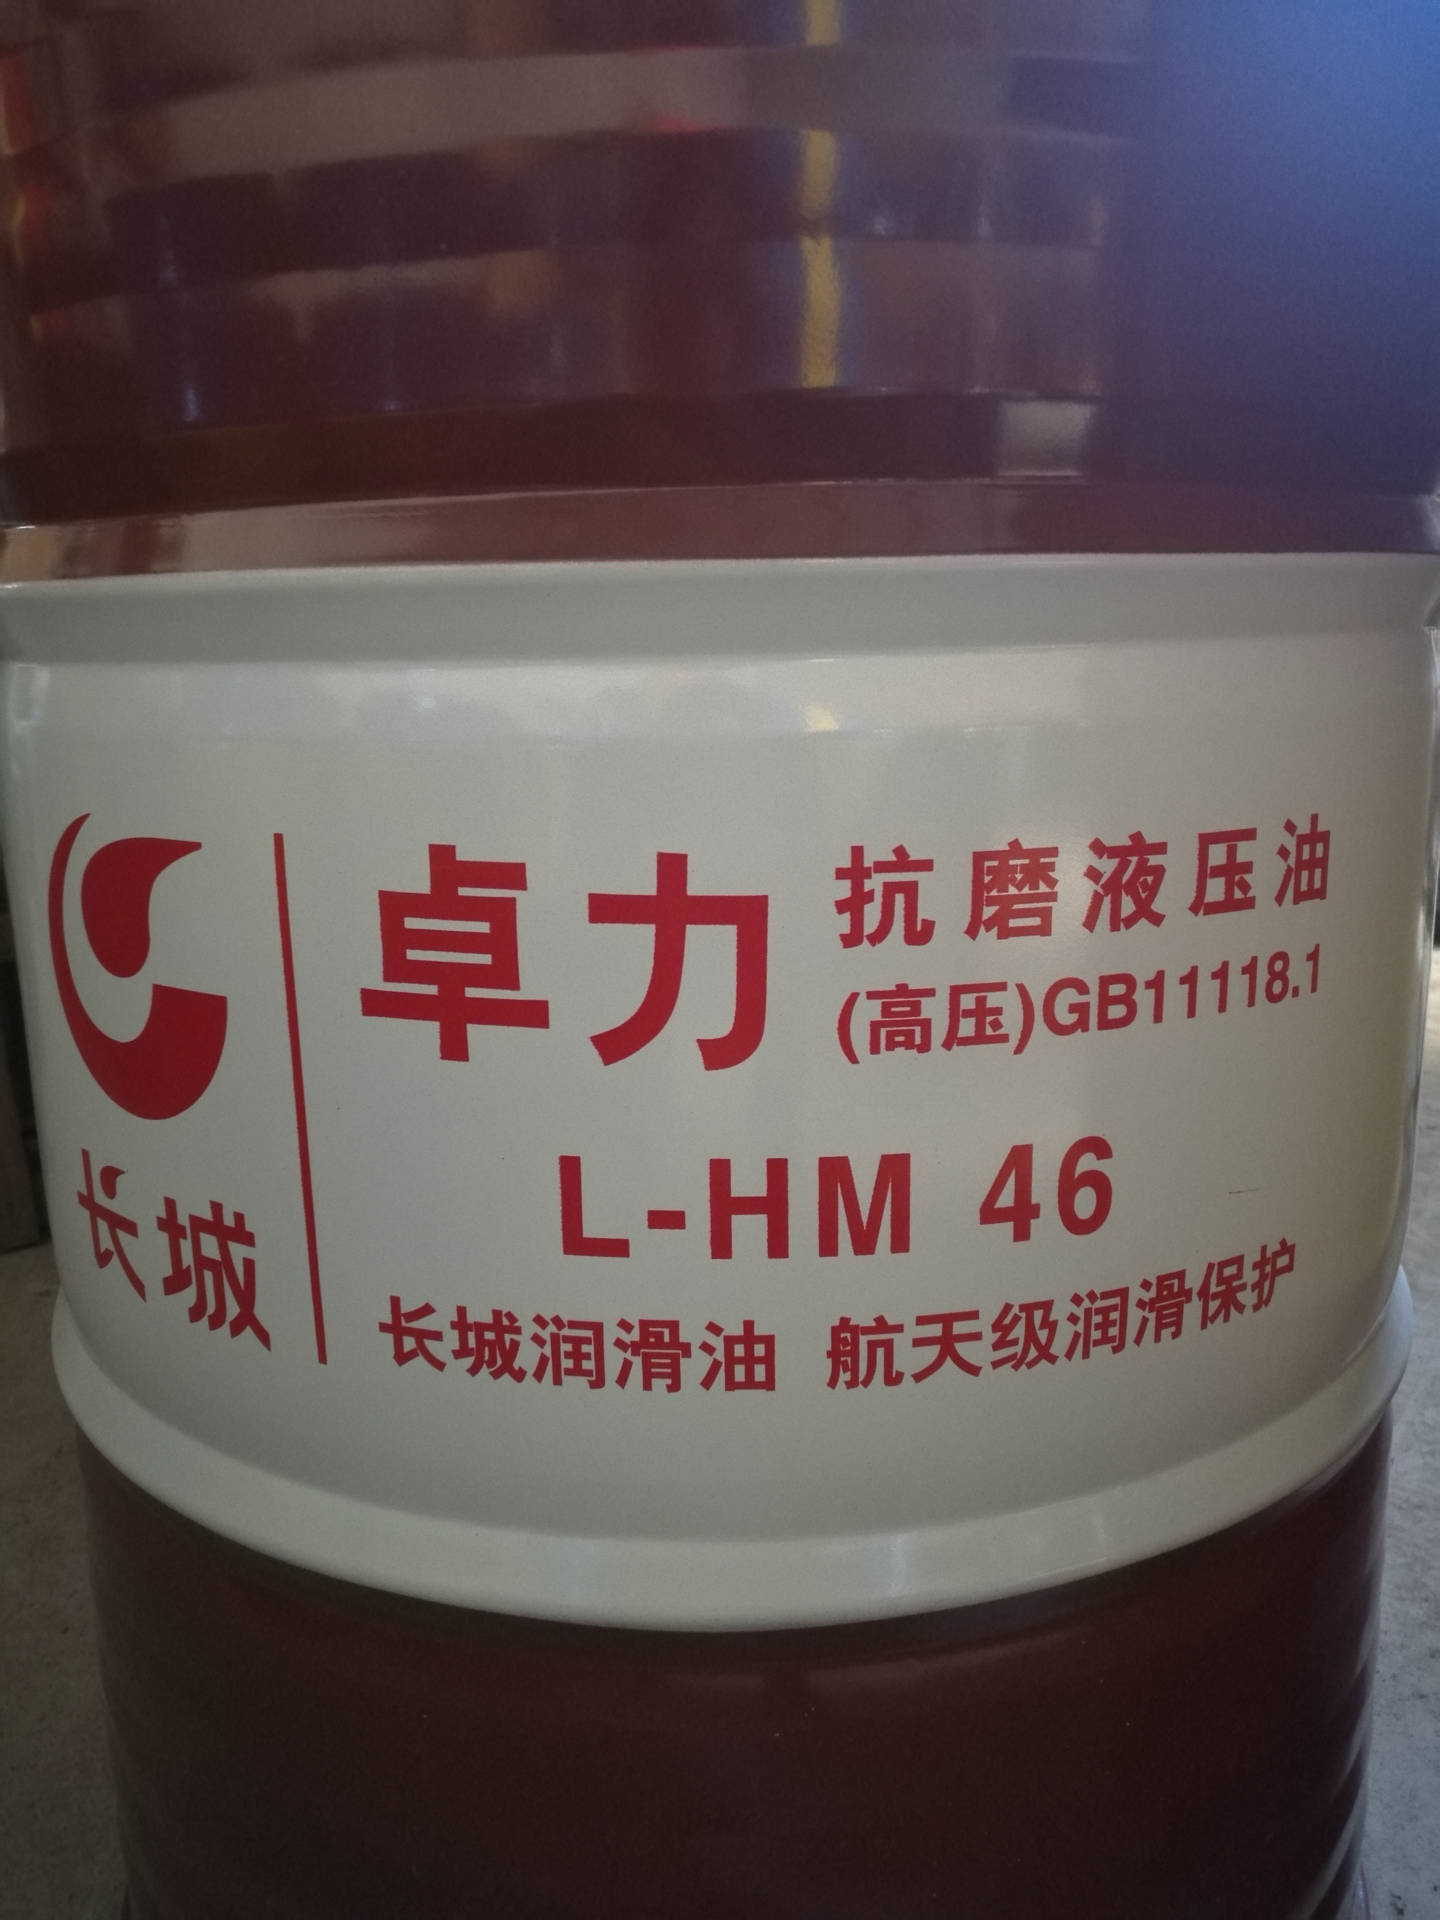 长城
卓力
抗磨液压油
(高压)GB11118.1
L-HM 46
长城润滑油 航天级润滑保护